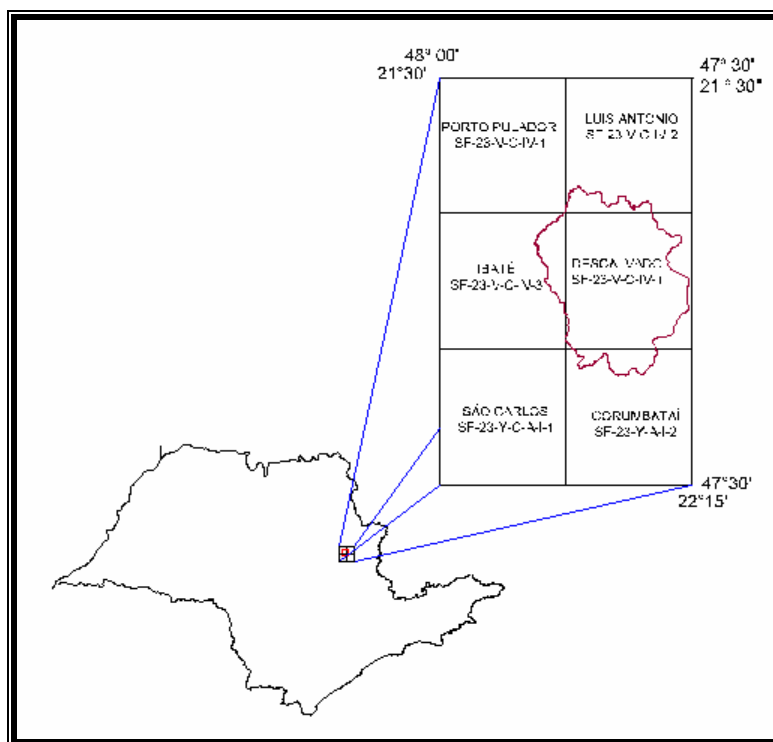 48° 00'
21°30'
47° 30'
21° 30"
PORTO PULADOR
SF-23-V-C-IV-1
LUIS ANTONIO
SF-23-V-C-IV-2
IBATÉ
SF-23-V-C-IV-3
DESCALVADO
SÃO CARLOS
SF-23-Y-C-A-I-1
CORUMBATAÍ
SF-23-Y-A-I-2
47°30'
22°15'